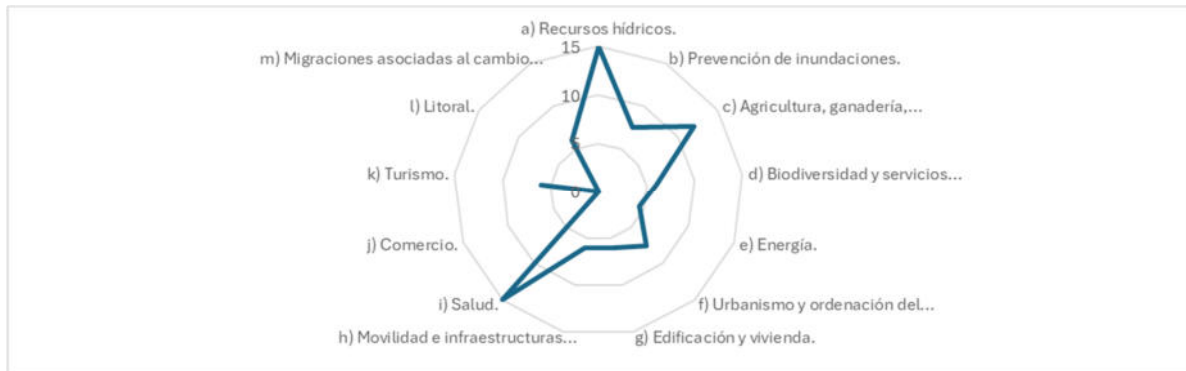 a) Recursos hídricos.
15
m) Migraciones asociadas al cambio...
b) Prevención de inundaciones.
10
l) Litoral.
c) Agricultura, ganadería,...
5
k) Turismo.
0
d) Biodiversidad y servicios...
j) Comercio.
e) Energía.
i) Salud.
f) Urbanismo y ordenación del...
h) Movilidad e infraestructuras...
g) Edificación y vivienda.